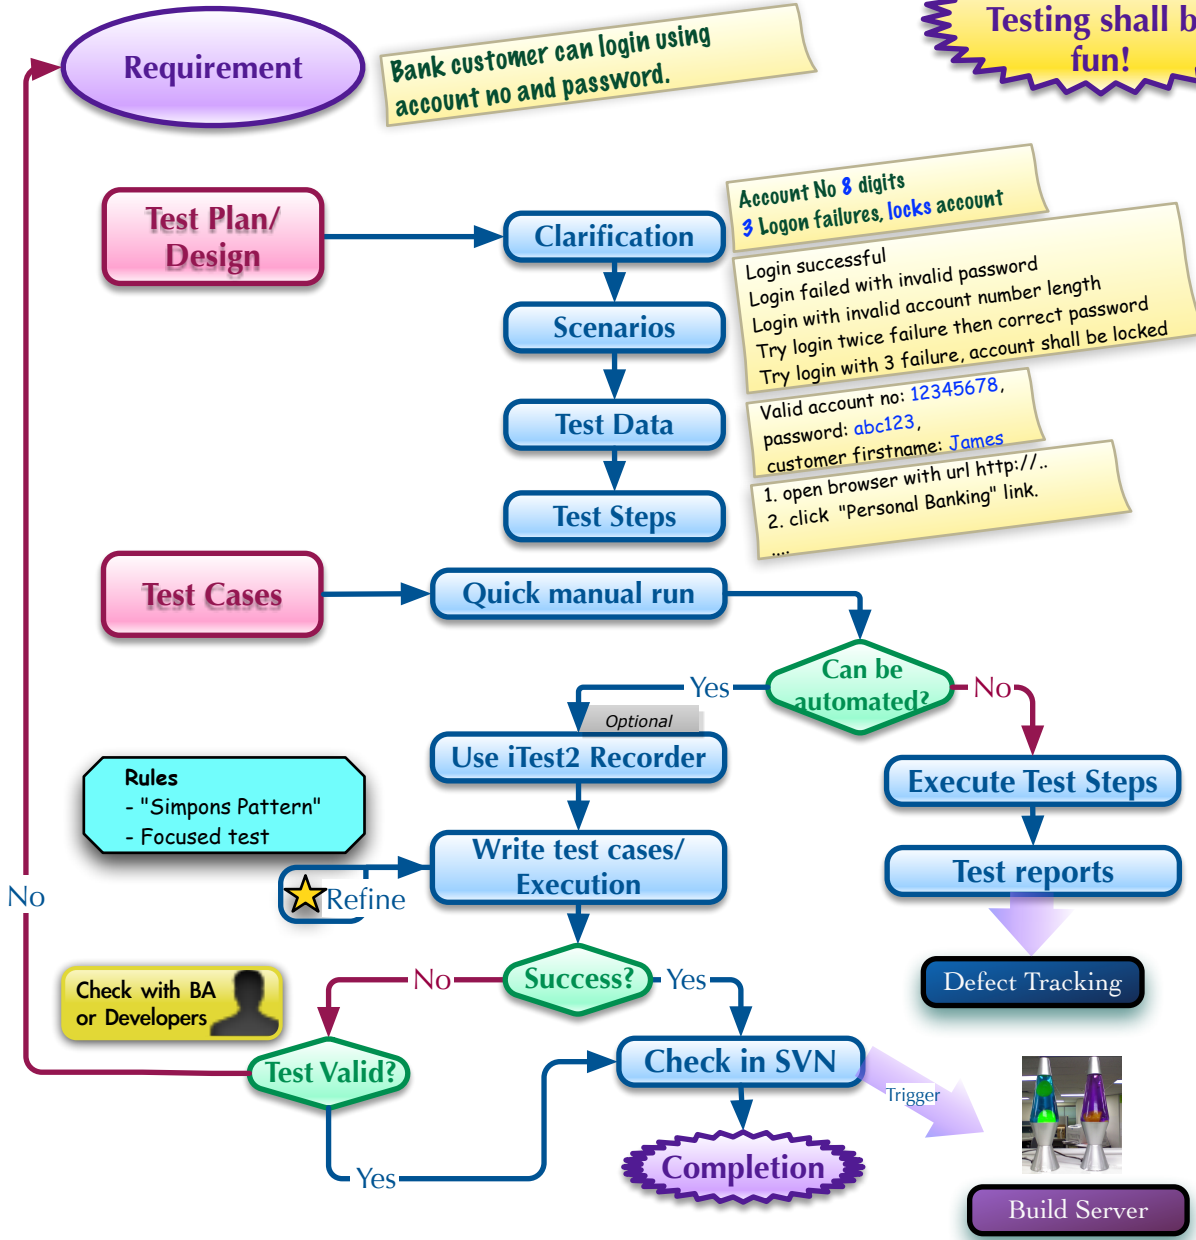 Requirement
Bank customer can login using
account no and password.
Testing shall b
fun!
Test Plan/
Design
Clarification
Account No 8 digits
3 Logon failures, locks account
Scenarios
Login successful
Login failed with invalid password
Login with invalid account number length
Try login twice failure then correct password
Try login with 3 failure, account shall be locked
Test Data
Valid account no: 12345678,
password: abc123,
customer firstname: James
Test Steps
1. open browser with url http://..
2. click "Personal Banking" link.
....
Test Cases
Quick manual run
Can be
automated?
Yes
No
Optional
Use iTest2 Recorder
Execute Test Steps
Rules
- "Simpons Pattern"
- Focused test
Write test cases/
Execution
Test reports
Refine
No
Success?
No
Yes
Defect Tracking
Check with BA
or Developers
Test Valid?
Check in SVN
Trigger
Yes
Completion
Build Server